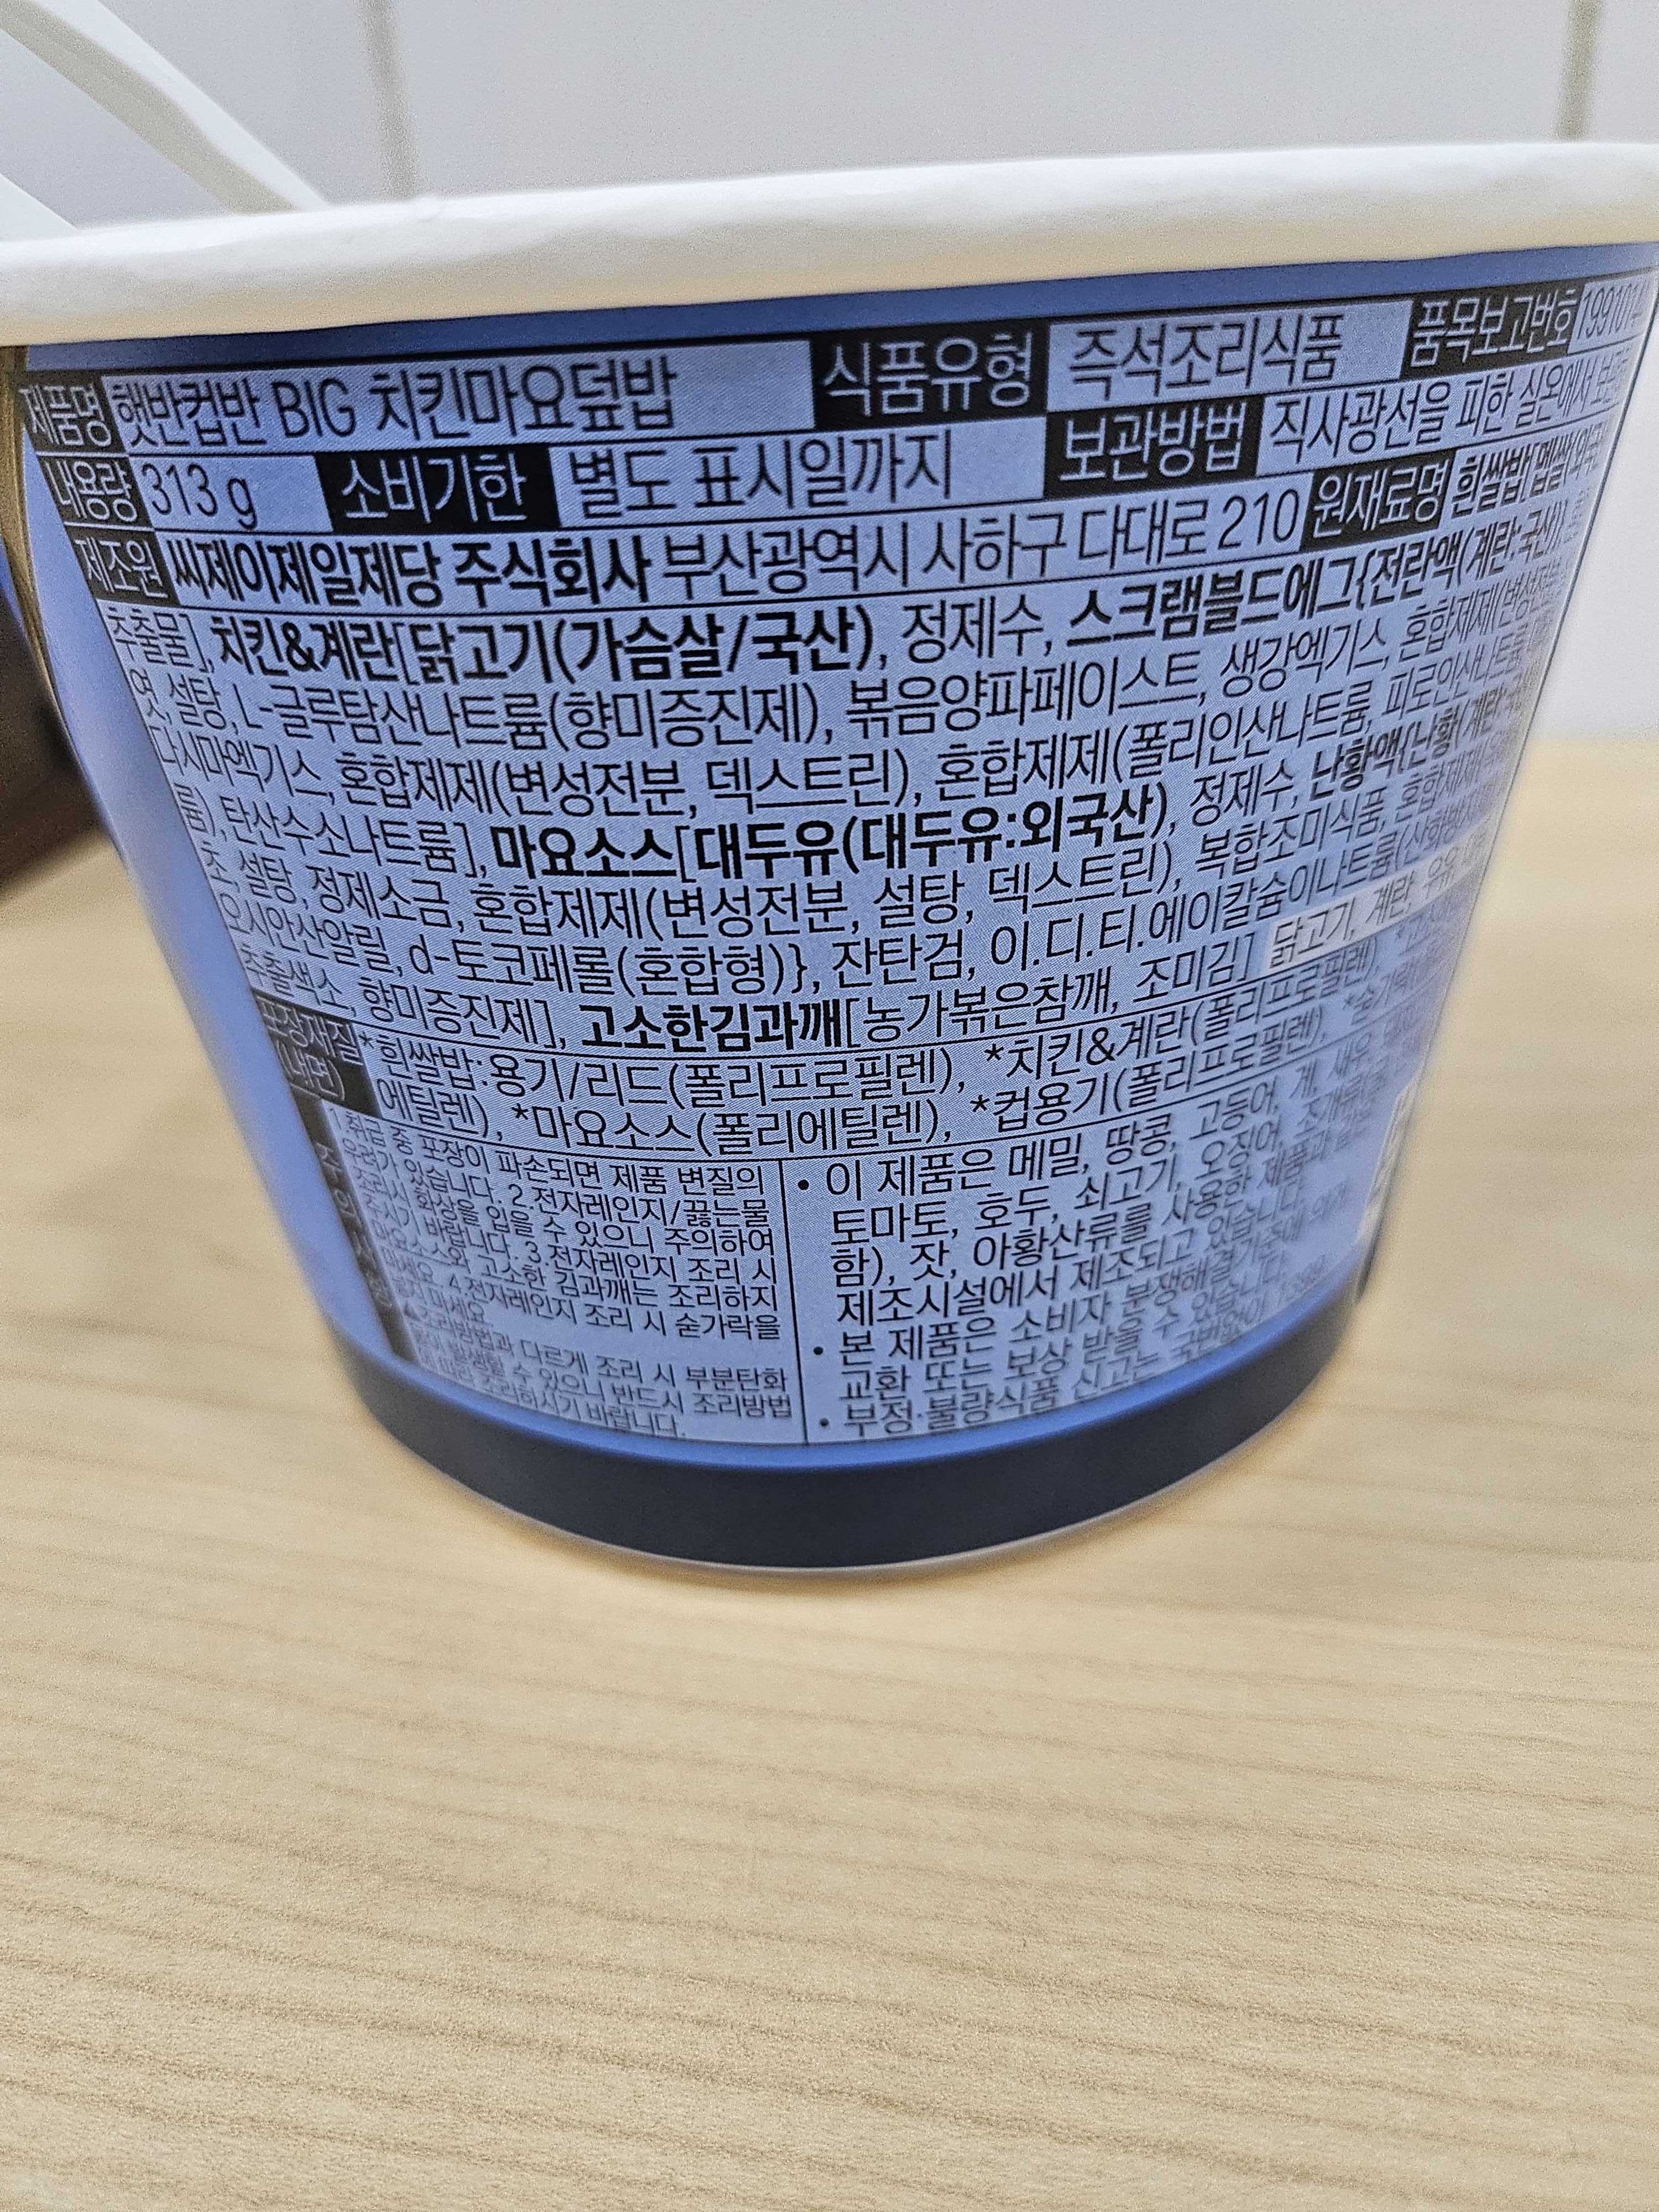 제품명 햇반컵반 BIG 치킨마요덮밥 식품유형 즉석조리식품 품목보고번호 199101
내용량 313 g 소비기한 별도 표시일까지 보관방법 직사광선을 피한 실온에서
제조원 씨제이제일제당 주식회사 부산광역시 사하구 다대로 210 원재료명 흰쌀밥[멥쌀
추출물], 치킨&계란[닭고기(가슴살/국산), 정제수, 스크램블드에그{전란액(계란:국산),
엿, 설탕, L-글루탐산나트륨(향미증진제), 볶음양파페이스트, 생강엑기스, 혼합제제(변성전분,
다시마엑기스, 혼합제제(변성전분, 덱스트린), 혼합제제(폴리인산나트륨,
륨), 탄산수소나트륨], 마요소스[대두유(대두유:외국산), 정제수, 난황액{난황(계란:
초, 설탕, 정제소금, 혼합제제(변성전분, 설탕, 덱스트린), 복합조미식품, 혼합제제
오시안산알릴, d-토코페롤(혼합형)}, 잔탄검, 이.디.티.에이칼슘이나트륨(산화방지제
추출색소, 향미증진제], 고소한김과깨[농가볶은참깨, 조미김] 닭고기, 계란, 우유,
포장재질 *흰쌀밥:용기/리드(폴리프로필렌), *치킨&계란(폴리프로필렌),
(내면) 에틸렌), *마요소스(폴리에틸렌), *컵용기(폴리프로필렌),
1.취급 중 포장이 파손되면 제품 변질의
우려가 있습니다. 2.전자레인지/끓는물
조리 시 화상을 입을 수 있으니 주의하여
주시기 바랍니다. 3.전자레인지 조리 시
마요소스와 고소한 김과깨는 조리하지
마세요. 4.전자레인지 조리 시 숟가락을
하지 마세요.
조리방법과 다르게 조리 시 부분탄화
발생할 수 있으니 반드시 조리방법
조리하시기 바랍니다.
• 이 제품은 메밀, 땅콩, 고등어, 게, 새우,
토마토, 호두, 쇠고기, 오징어, 조개류
함), 잣, 아황산류를 사용한 제품과
제조시설에서 제조되고 있습니다.
• 본 제품은 소비자 분쟁해결기준에
교환 또는 보상 받을 수 있습니다.
• 부정·불량식품 신고는 국번없이 1399